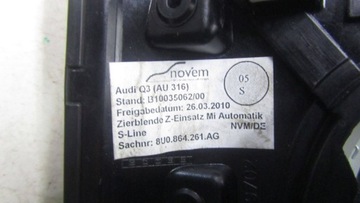 novem
05
S
Audi Q3 (AU 316)
Stand: B10035062/00
Freigabedatum: 26.03.2010
Zierblende Z-Einsatz Mi Automatik
S-Line NVM/DE
Sachnr: 8U0.864.261.AG